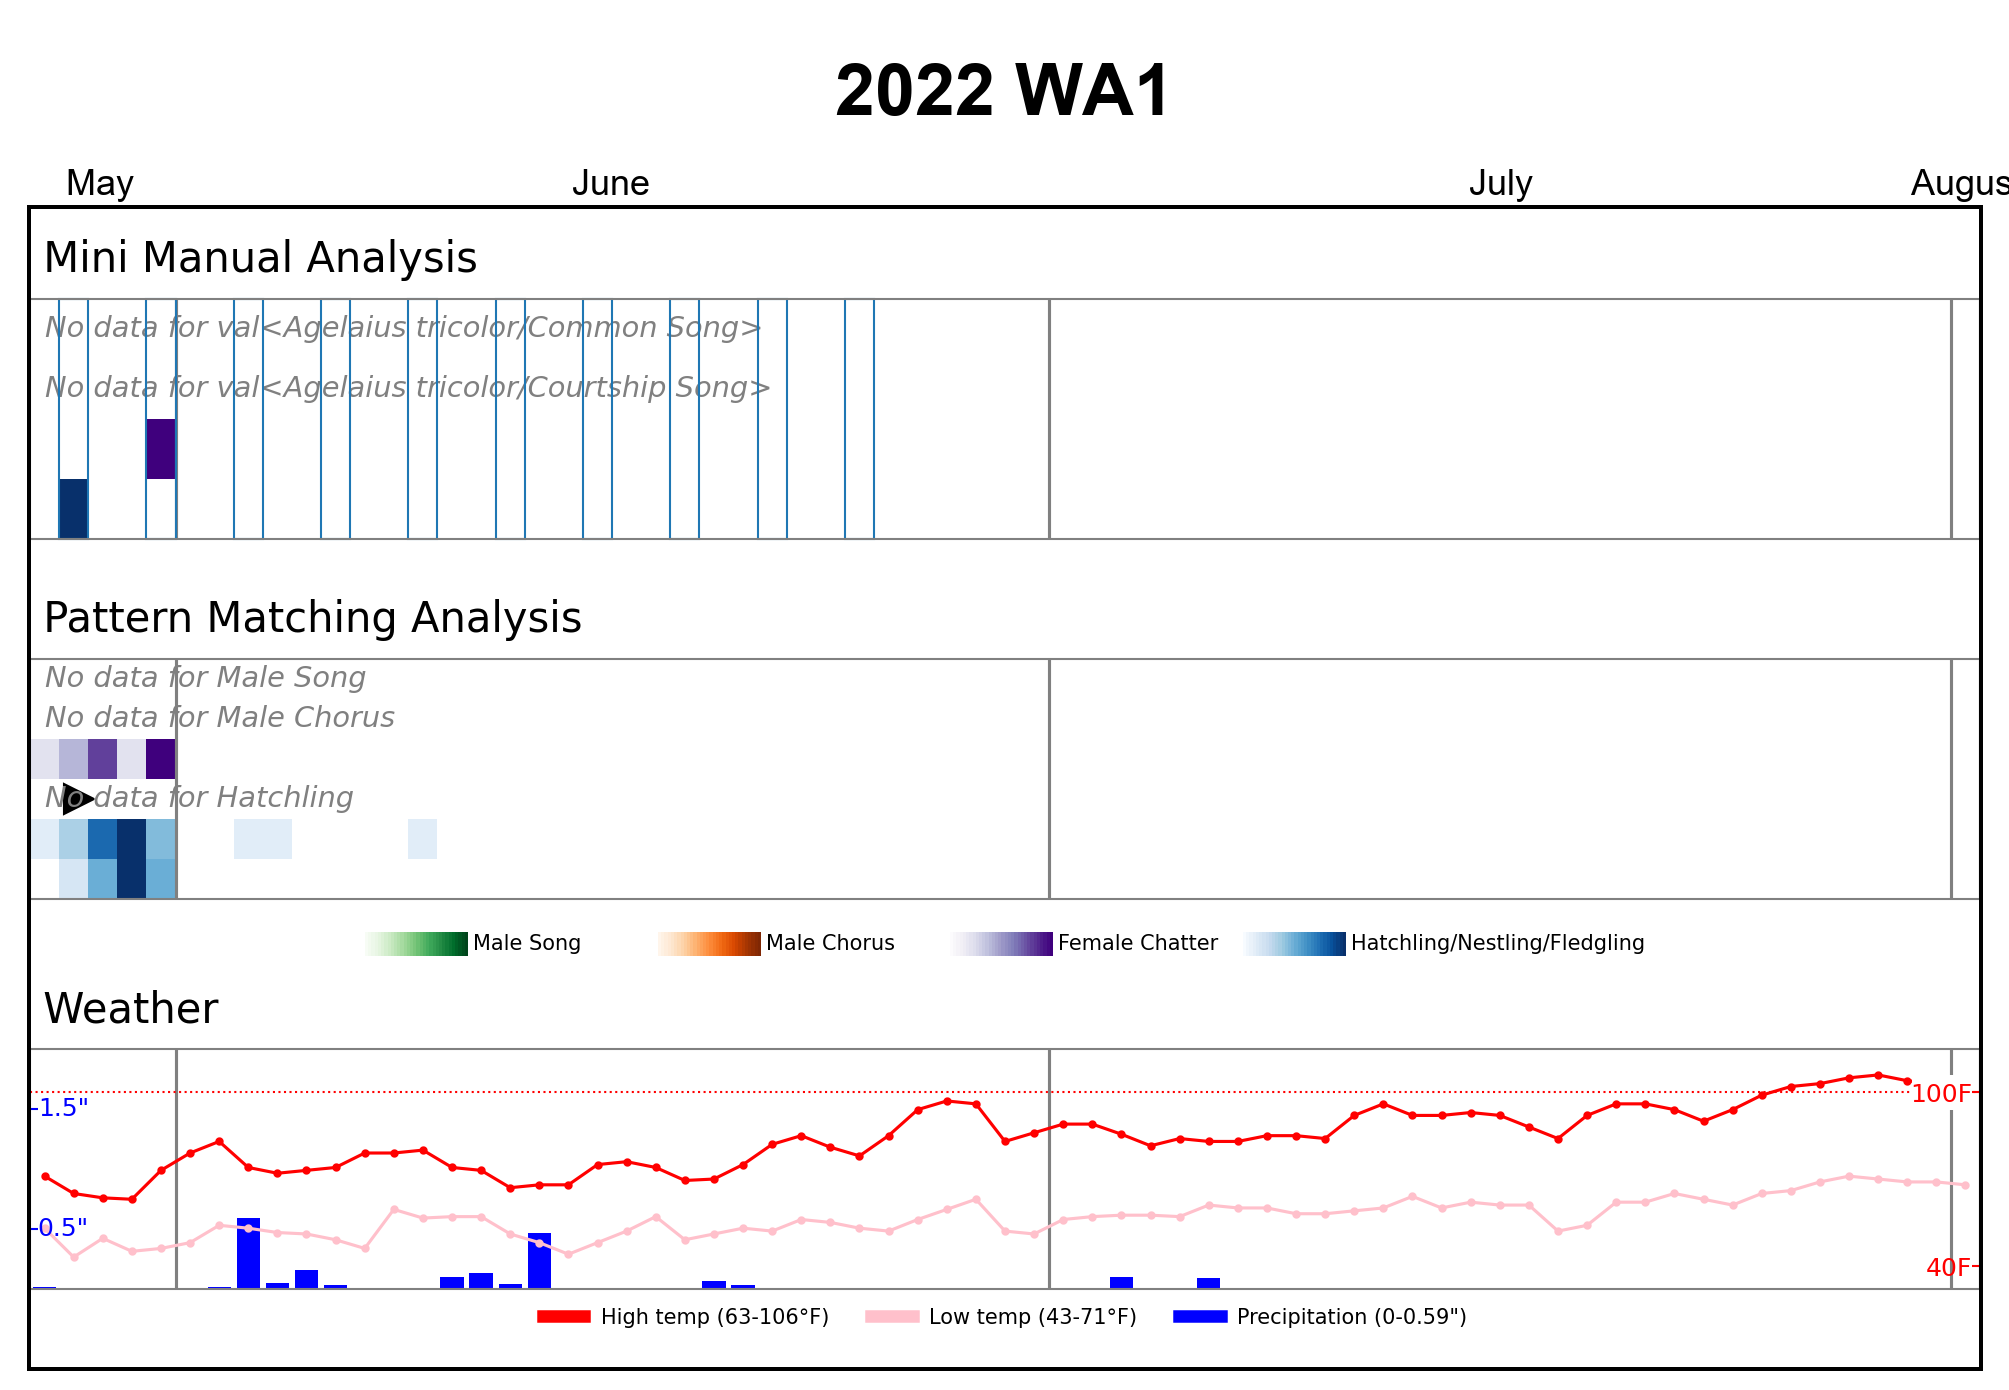 2022 WA1
May June July Augus
Mini Manual Analysis
No data for val<Agelaius tricolor/Common Song>
No data for val<Agelaius tricolor/Courtship Song>
Pattern Matching Analysis
No data for Male Song
No data for Male Chorus
No data for Hatchling
Male Song Male Chorus Female Chatter Hatchling/Nestling/Fledgling
Weather
100F
1.5"
0.5"
40F
High temp (63-106°F) Low temp (43-71°F) Precipitation (0-0.59")